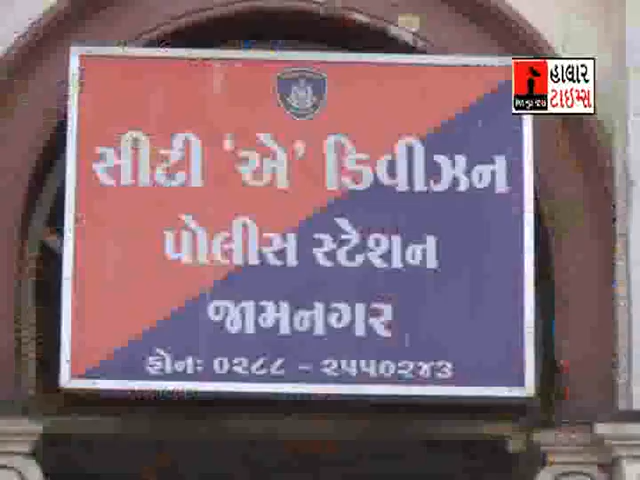 સીટી 'એ' ડિવીઝન
પોલીસ સ્ટેશન
જામનગર
ફોનઃ ૦૨૮૮ - ૨૫૫૦૨૪૩
હાલાર
ટાઇમ્સ